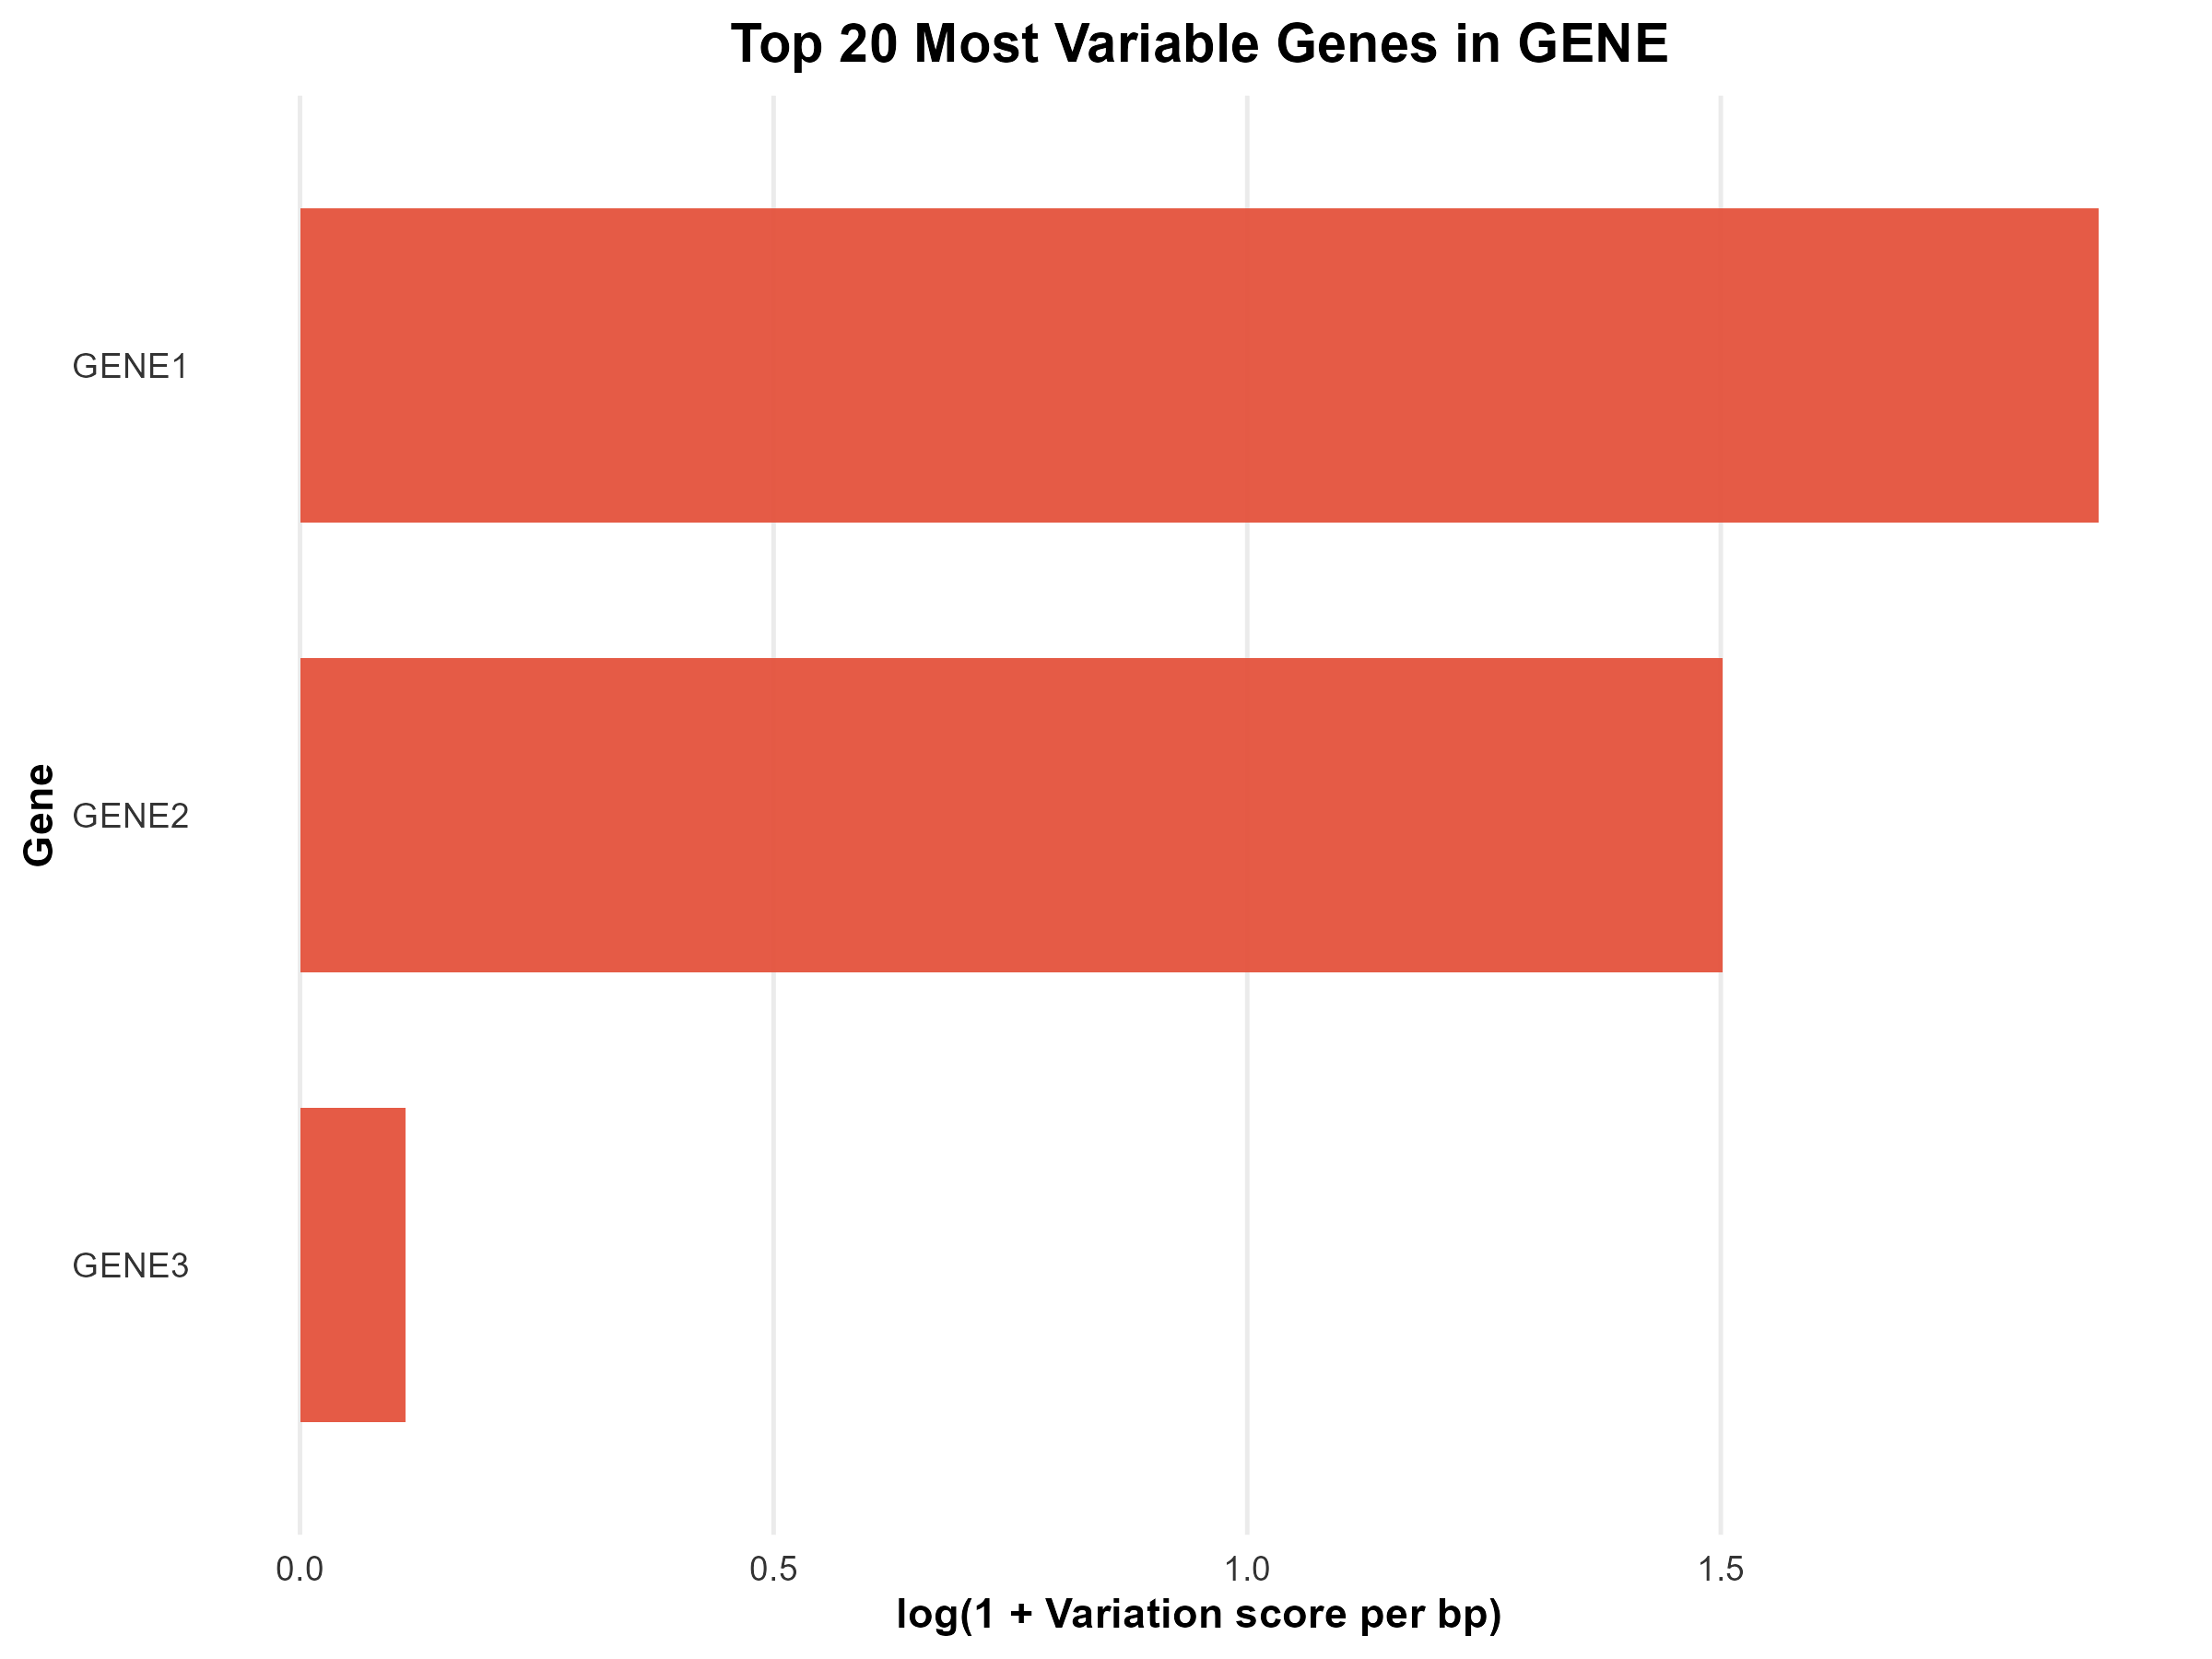 Top 20 Most Variable Genes in GENE
Gene
GENE1
GENE2
GENE3
0.0 0.5 1.0 1.5
log(1 + Variation score per bp)